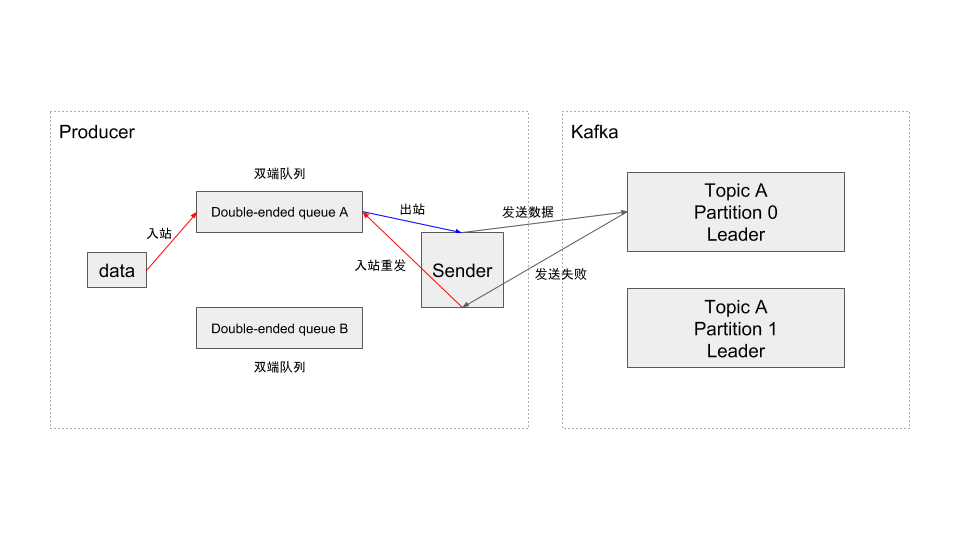 Producer
Kafka
双端队列
Double-ended queue A
入站
data
出站
入站重发
Sender
Double-ended queue B
双端队列
发送数据
发送失败
Topic A
Partition 0
Leader
Topic A
Partition 1
Leader